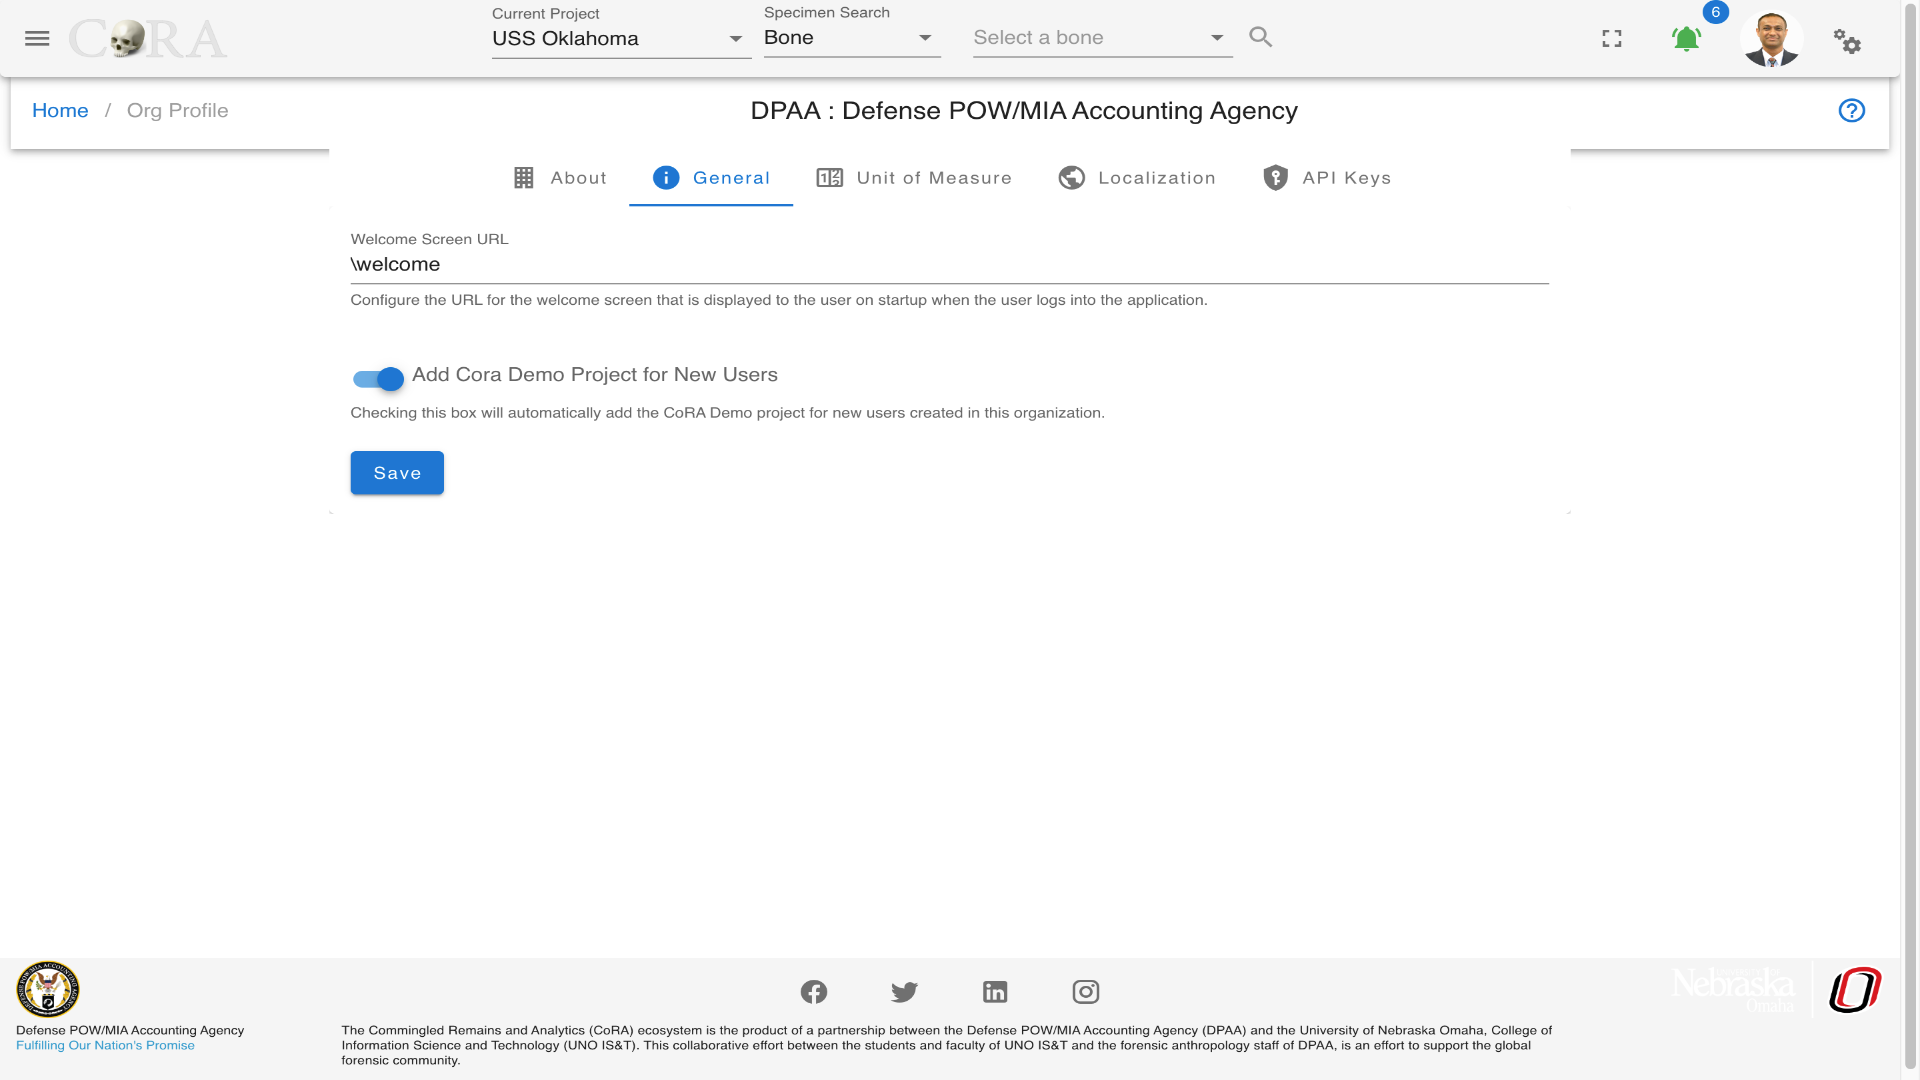 CORA
Current Project
USS Oklahoma
Specimen Search
Bone
Select a bone
6
Home / Org Profile
DPAA : Defense POW/MIA Accounting Agency
About
General
Unit of Measure
Localization
API Keys
Welcome Screen URL
\welcome
Configure the URL for the welcome screen that is displayed to the user on startup when the user logs into the application.
Add Cora Demo Project for New Users
Checking this box will automatically add the CoRA Demo project for new users created in this organization.
Save
Defense POW/MIA Accounting Agency
Fulfilling Our Nation's Promise
The Commingled Remains and Analytics (CoRA) ecosystem is the product of a partnership between the Defense POW/MIA Accounting Agency (DPAA) and the University of Nebraska Omaha, College of
Information Science and Technology (UNO IS&T). This collaborative effort between the students and faculty of UNO IS&T and the forensic anthropology staff of DPAA, is an effort to support the global
forensic community.
Nebraska
Omaha